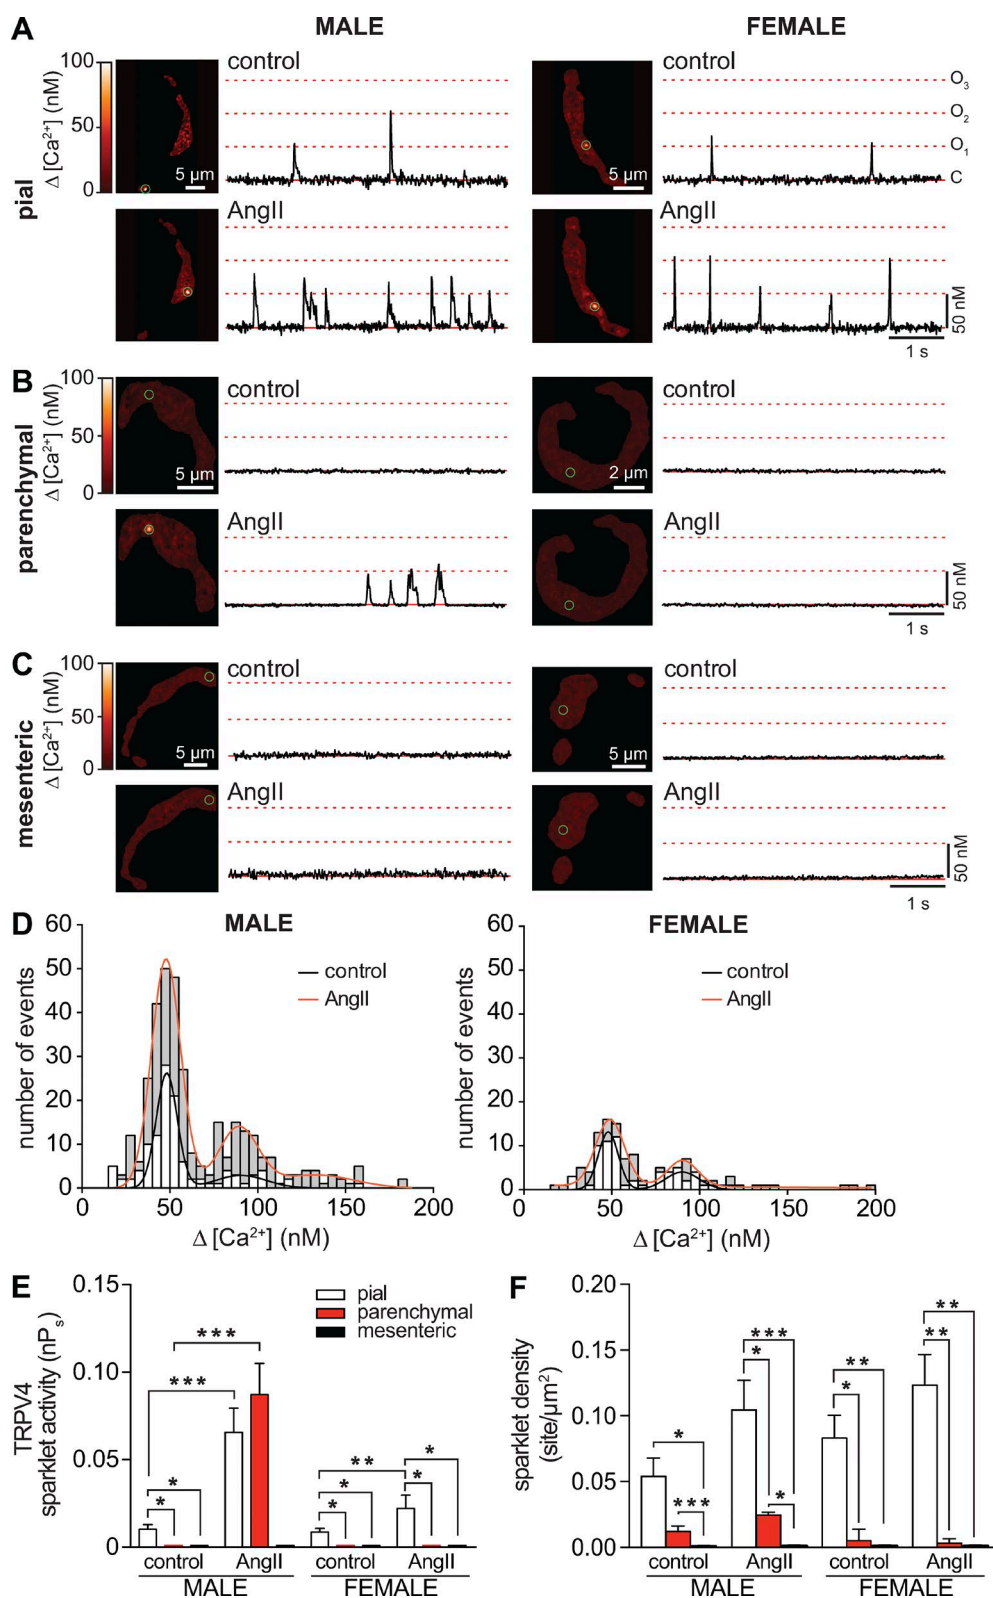 A
MALE
FEMALE
pial
Δ [Ca²⁺] (nM)
100
50
0
control
5 μm
control
5 μm
O₃
O₂
O₁
C
AngII
AngII
50 nM
1 s
B
parenchymal
Δ [Ca²⁺] (nM)
100
50
0
control
5 μm
control
2 μm
AngII
AngII
50 nM
1 s
C
mesenteric
Δ [Ca²⁺] (nM)
100
50
0
control
5 μm
control
5 μm
AngII
AngII
50 nM
1 s
D
MALE
number of events
60
50
40
30
20
10
0
control
AngII
0 50 100 150 200
Δ [Ca²⁺] (nM)
FEMALE
number of events
60
50
40
30
20
10
0
control
AngII
0 50 100 150 200
Δ [Ca²⁺] (nM)
E
TRPV4
sparklet activity (nPₛ)
0.15
0.10
0.05
0
pial
parenchymal
mesenteric
***
***
*
*
**
*
*
*
*
control AngII control AngII
MALE FEMALE
F
sparklet density
(site/μm²)
0.20
0.15
0.10
0.05
0.00
*
***
***
*
*
**
*
**
**
control AngII control AngII
MALE FEMALE